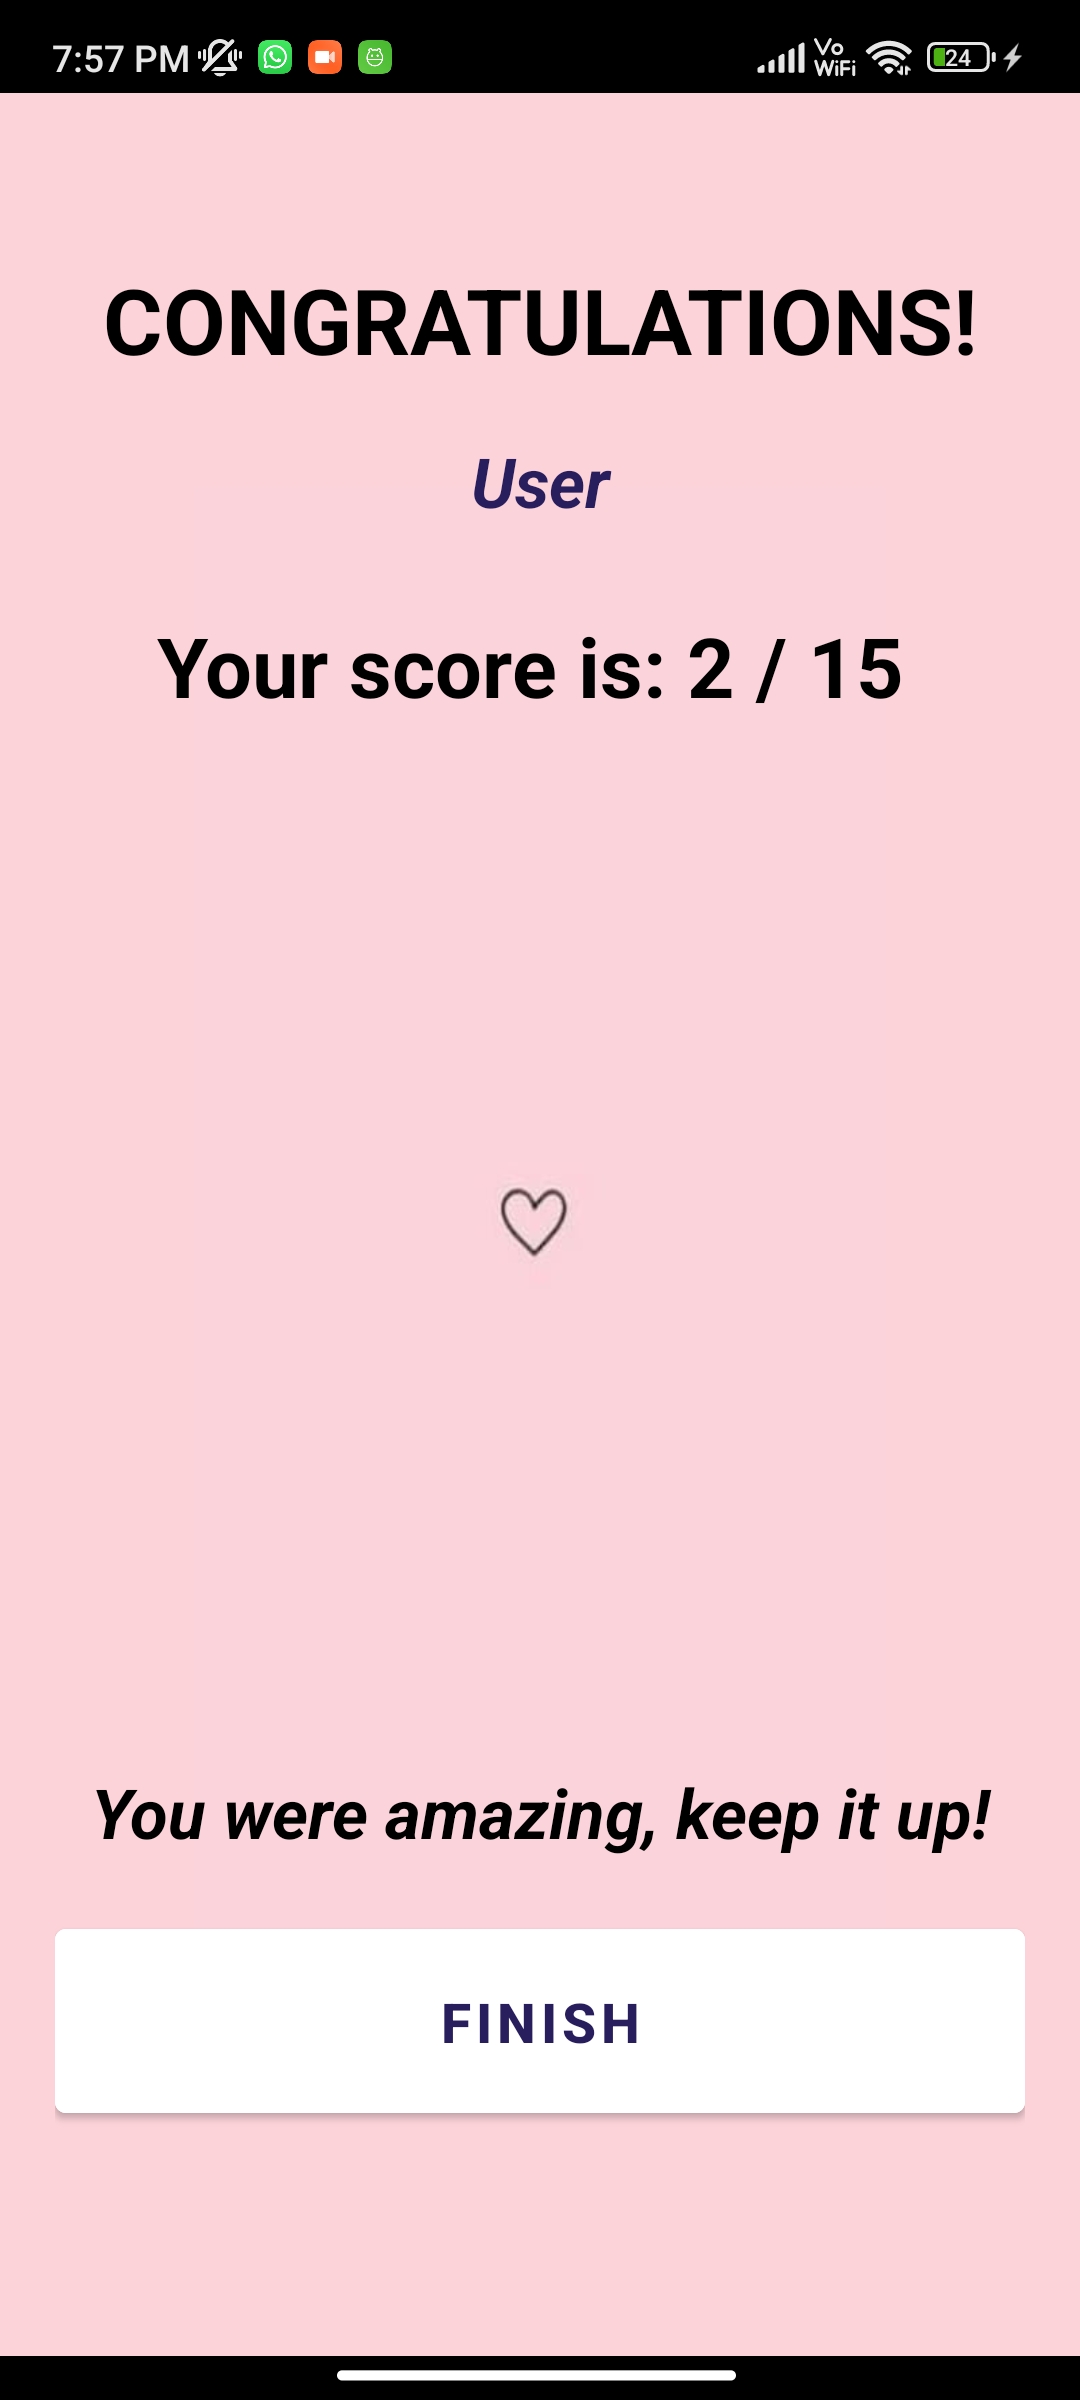 7:57 PM
Vo
WiFi
24
CONGRATULATIONS!
User
Your score is: 2 / 15
You were amazing, keep it up!
FINISH